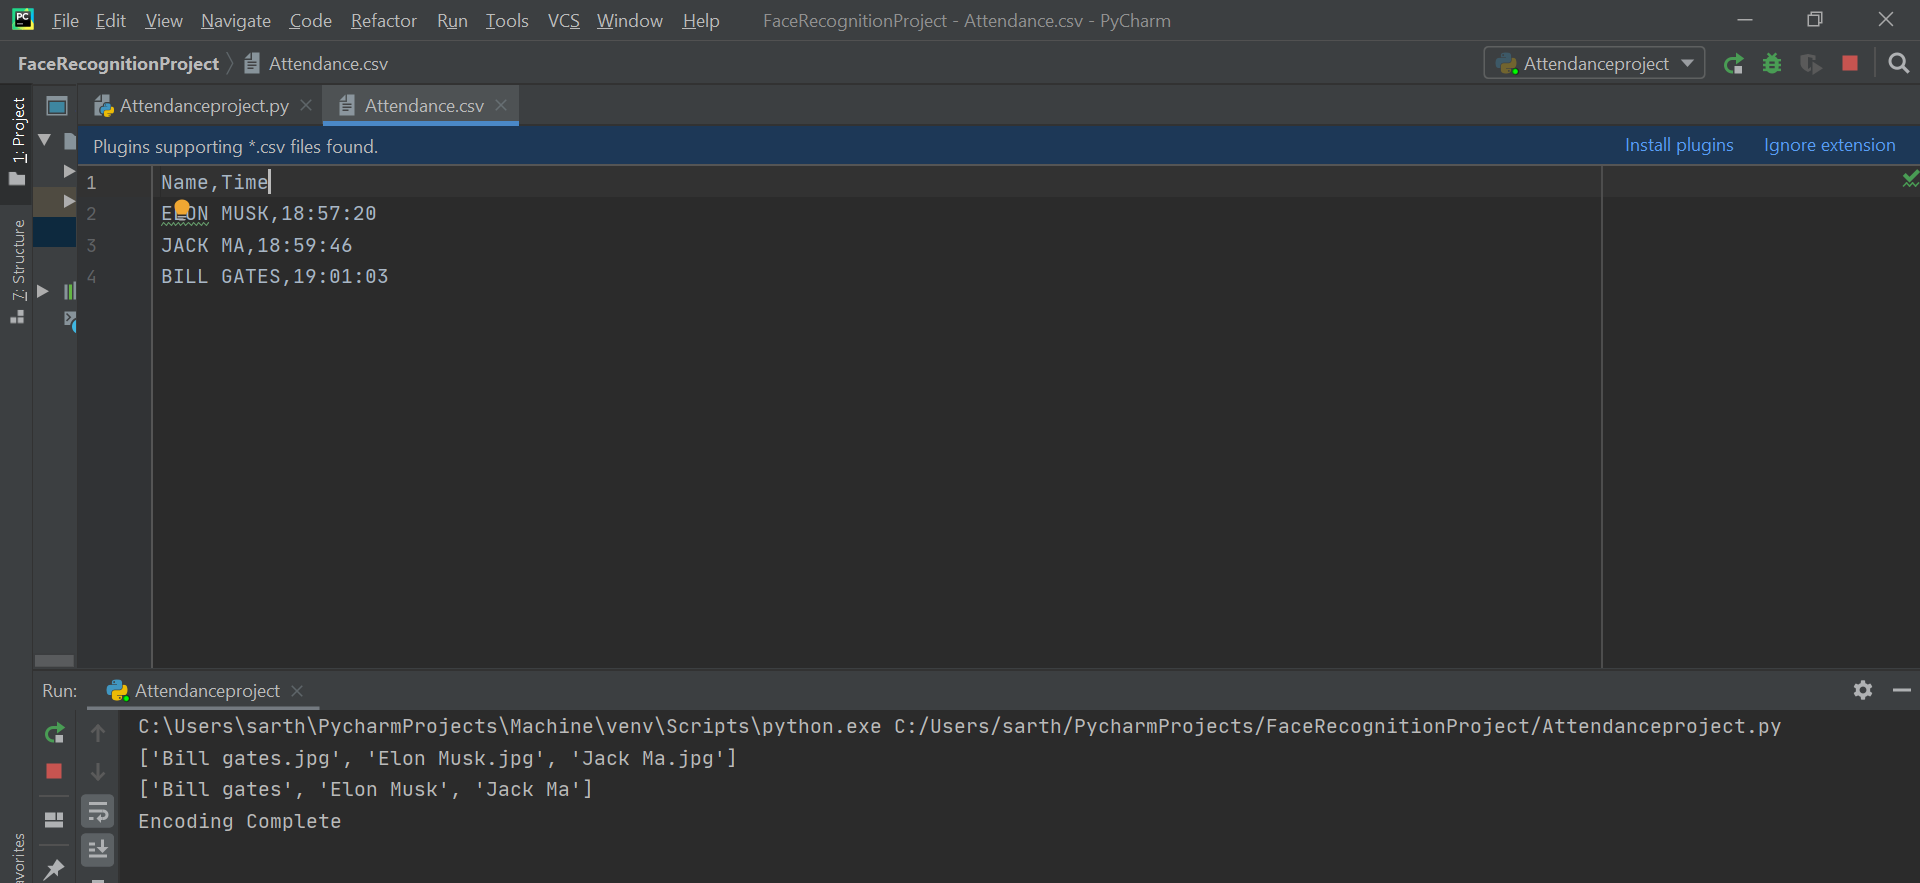 PC File Edit View Navigate Code Refactor Run Tools VCS Window Help FaceRecognitionProject - Attendance.csv - PyCharm
FaceRecognitionProject Attendance.csv Attendanceproject
1: Project
7: Structure
Attendanceproject.py Attendance.csv
Plugins supporting *.csv files found. Install plugins Ignore extension
1 Name,Time
2 ELON MUSK,18:57:20
3 JACK MA,18:59:46
4 BILL GATES,19:01:03
Run: Attendanceproject
C:\Users\sarth\PycharmProjects\Machine\venv\Scripts\python.exe C:/Users/sarth/PycharmProjects/FaceRecognitionProject/Attendanceproject.py
['Bill gates.jpg', 'Elon Musk.jpg', 'Jack Ma.jpg']
['Bill gates', 'Elon Musk', 'Jack Ma']
Encoding Complete
avorites